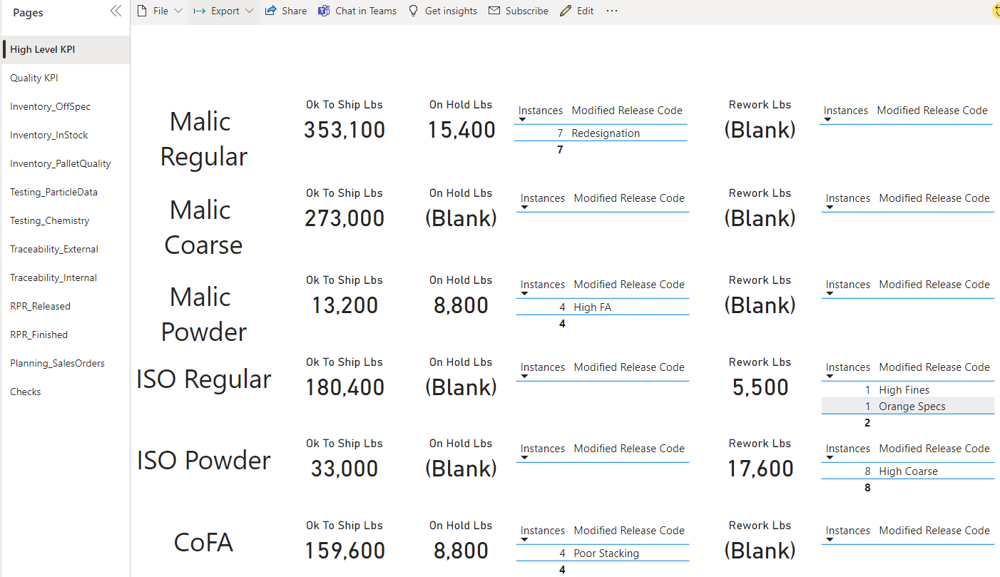 Pages
File Export Share Chat in Teams Get insights Subscribe Edit ...
High Level KPI
Quality KPI
Inventory_OffSpec
Inventory_InStock
Inventory_PalletQuality
Testing_ParticleData
Testing_Chemistry
Traceability_External
Traceability_Internal
RPR_Released
RPR_Finished
Planning_SalesOrders
Checks
Malic
Regular
Ok To Ship Lbs
353,100
On Hold Lbs
15,400
Instances Modified Release Code
7 Redesignation
7
Rework Lbs
(Blank)
Instances Modified Release Code
Malic
Coarse
Ok To Ship Lbs
273,000
On Hold Lbs
(Blank)
Instances Modified Release Code
Rework Lbs
(Blank)
Instances Modified Release Code
Malic
Powder
Ok To Ship Lbs
13,200
On Hold Lbs
8,800
Instances Modified Release Code
4 High FA
4
Rework Lbs
(Blank)
Instances Modified Release Code
ISO Regular
Ok To Ship Lbs
180,400
On Hold Lbs
(Blank)
Instances Modified Release Code
Rework Lbs
5,500
Instances Modified Release Code
1 High Fines
1 Orange Specs
2
ISO Powder
Ok To Ship Lbs
33,000
On Hold Lbs
(Blank)
Instances Modified Release Code
Rework Lbs
17,600
Instances Modified Release Code
8 High Coarse
8
CoFA
Ok To Ship Lbs
159,600
On Hold Lbs
8,800
Instances Modified Release Code
4 Poor Stacking
4
Rework Lbs
(Blank)
Instances Modified Release Code